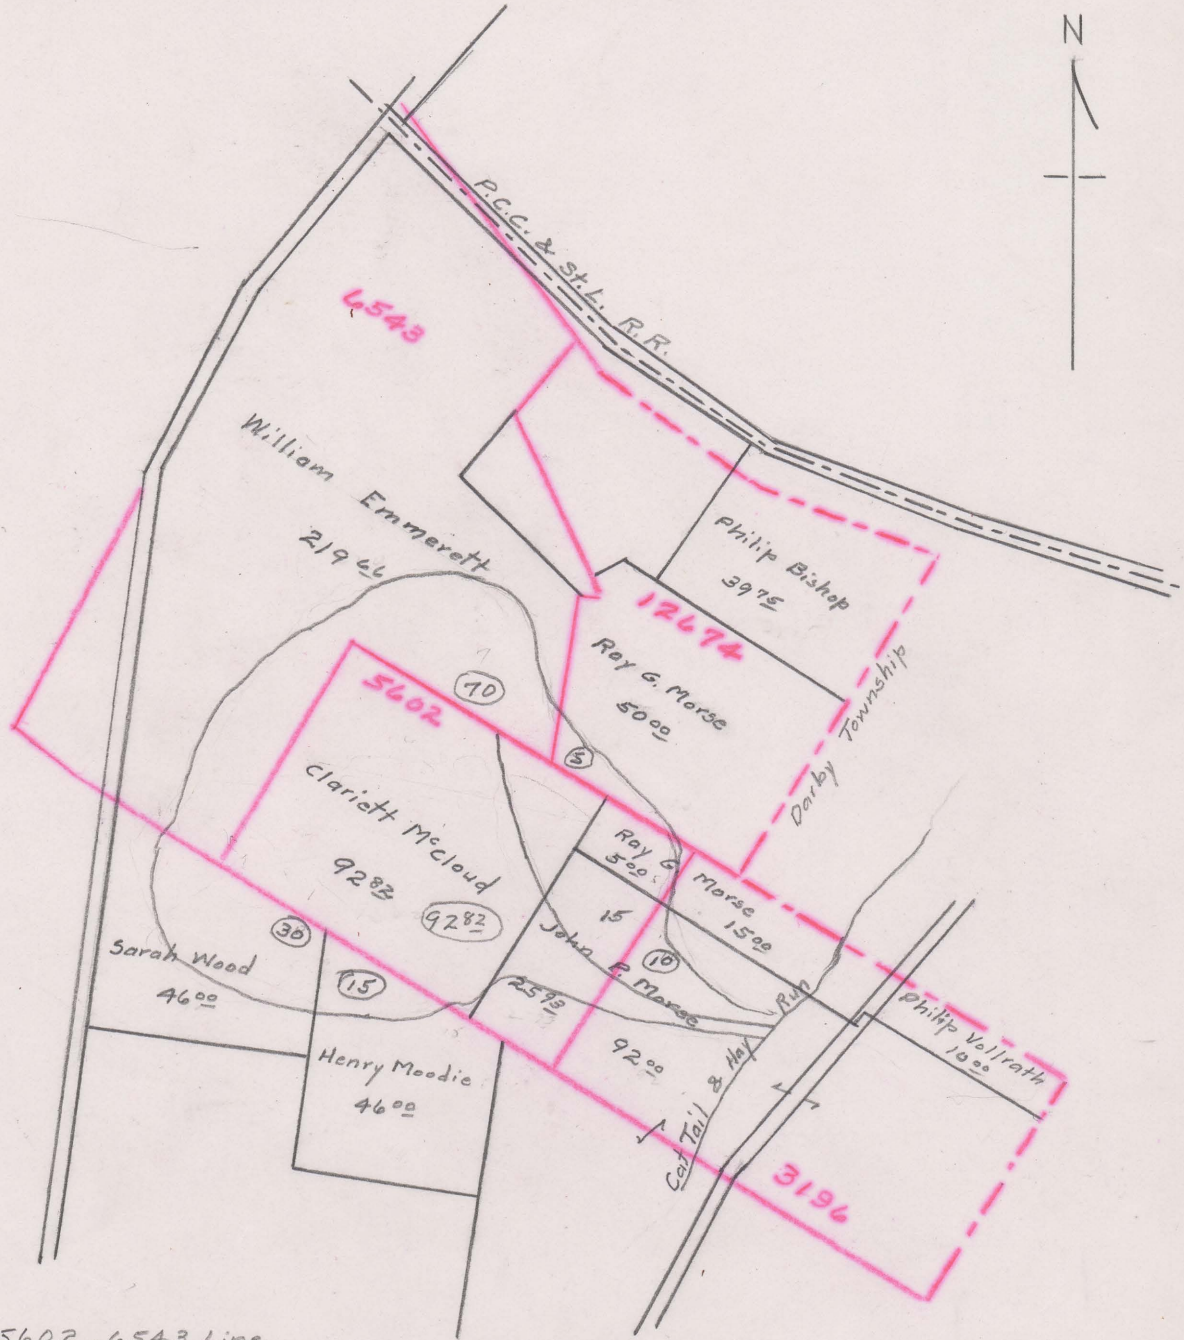 N
P.C.C. & St.L. R.R.
6543
William Emmerett
219 66
Philip Bishop
39 75
12674
Ray G. Morse
50 00
Darby Township
70
5602
5
Clariett McCloud
92 82
92 82
Ray G. Morse
5 00
15 00
15
John P. Morse
10
25 93
92 00
30
Sarah Wood
46 00
15
Henry Moodie
46 00
Cat Tail & Hay Run
Philip Vollrath
10 00
3196
5602 6543 Line